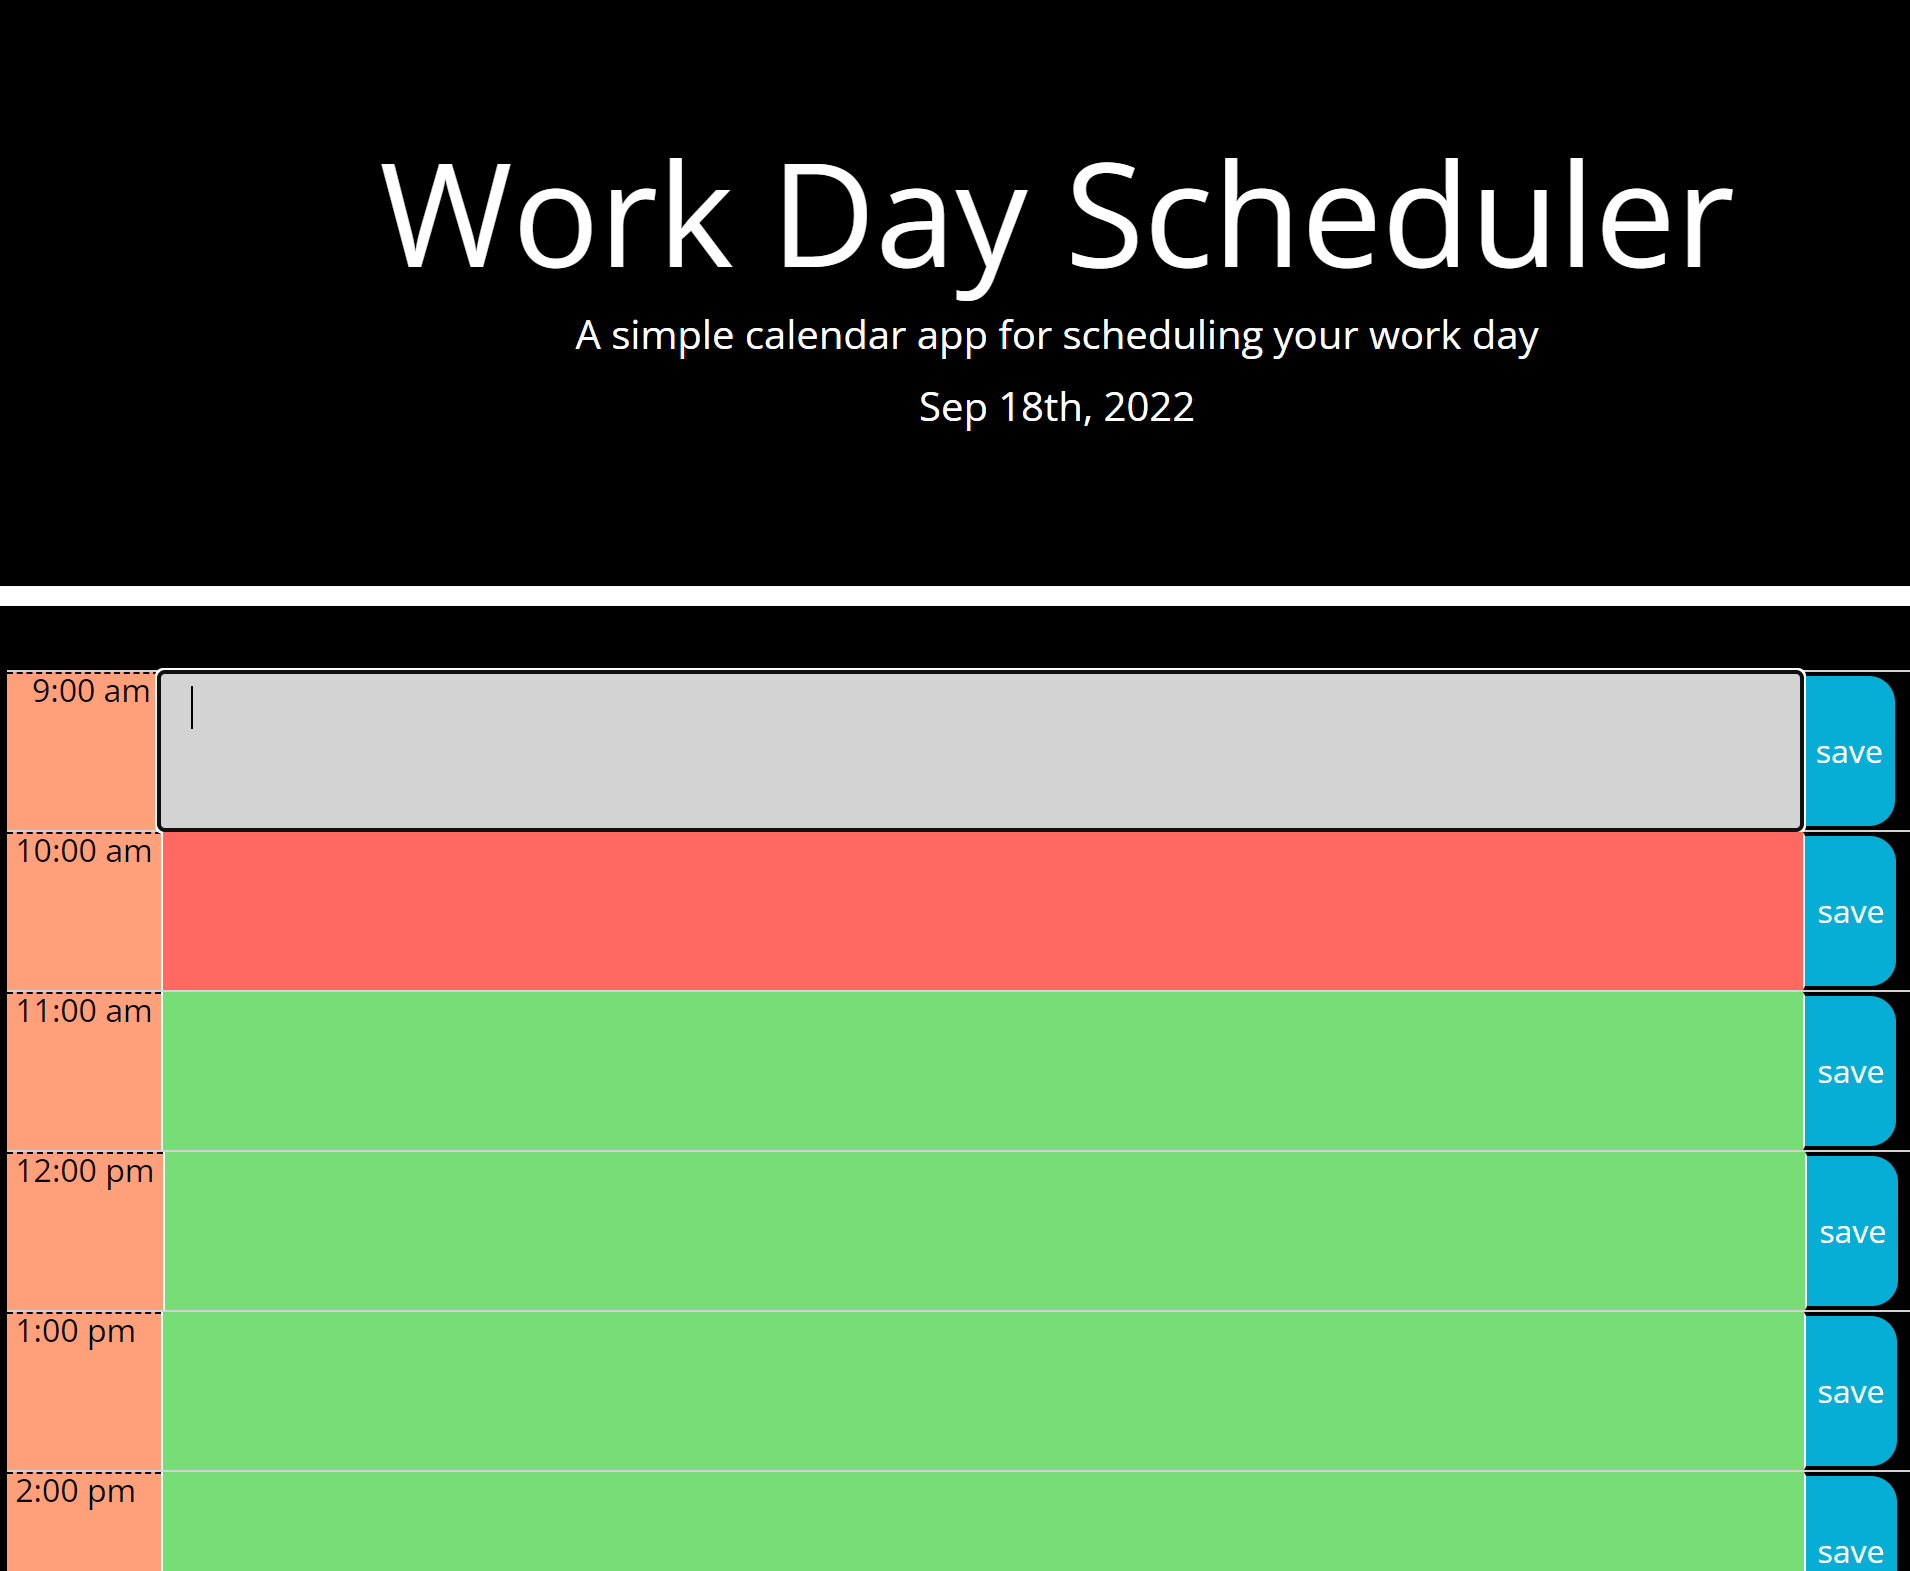 Work Day Scheduler
A simple calendar app for scheduling your work day
Sep 18th, 2022
9:00 am
save
10:00 am
save
11:00 am
save
12:00 pm
save
1:00 pm
save
2:00 pm
save